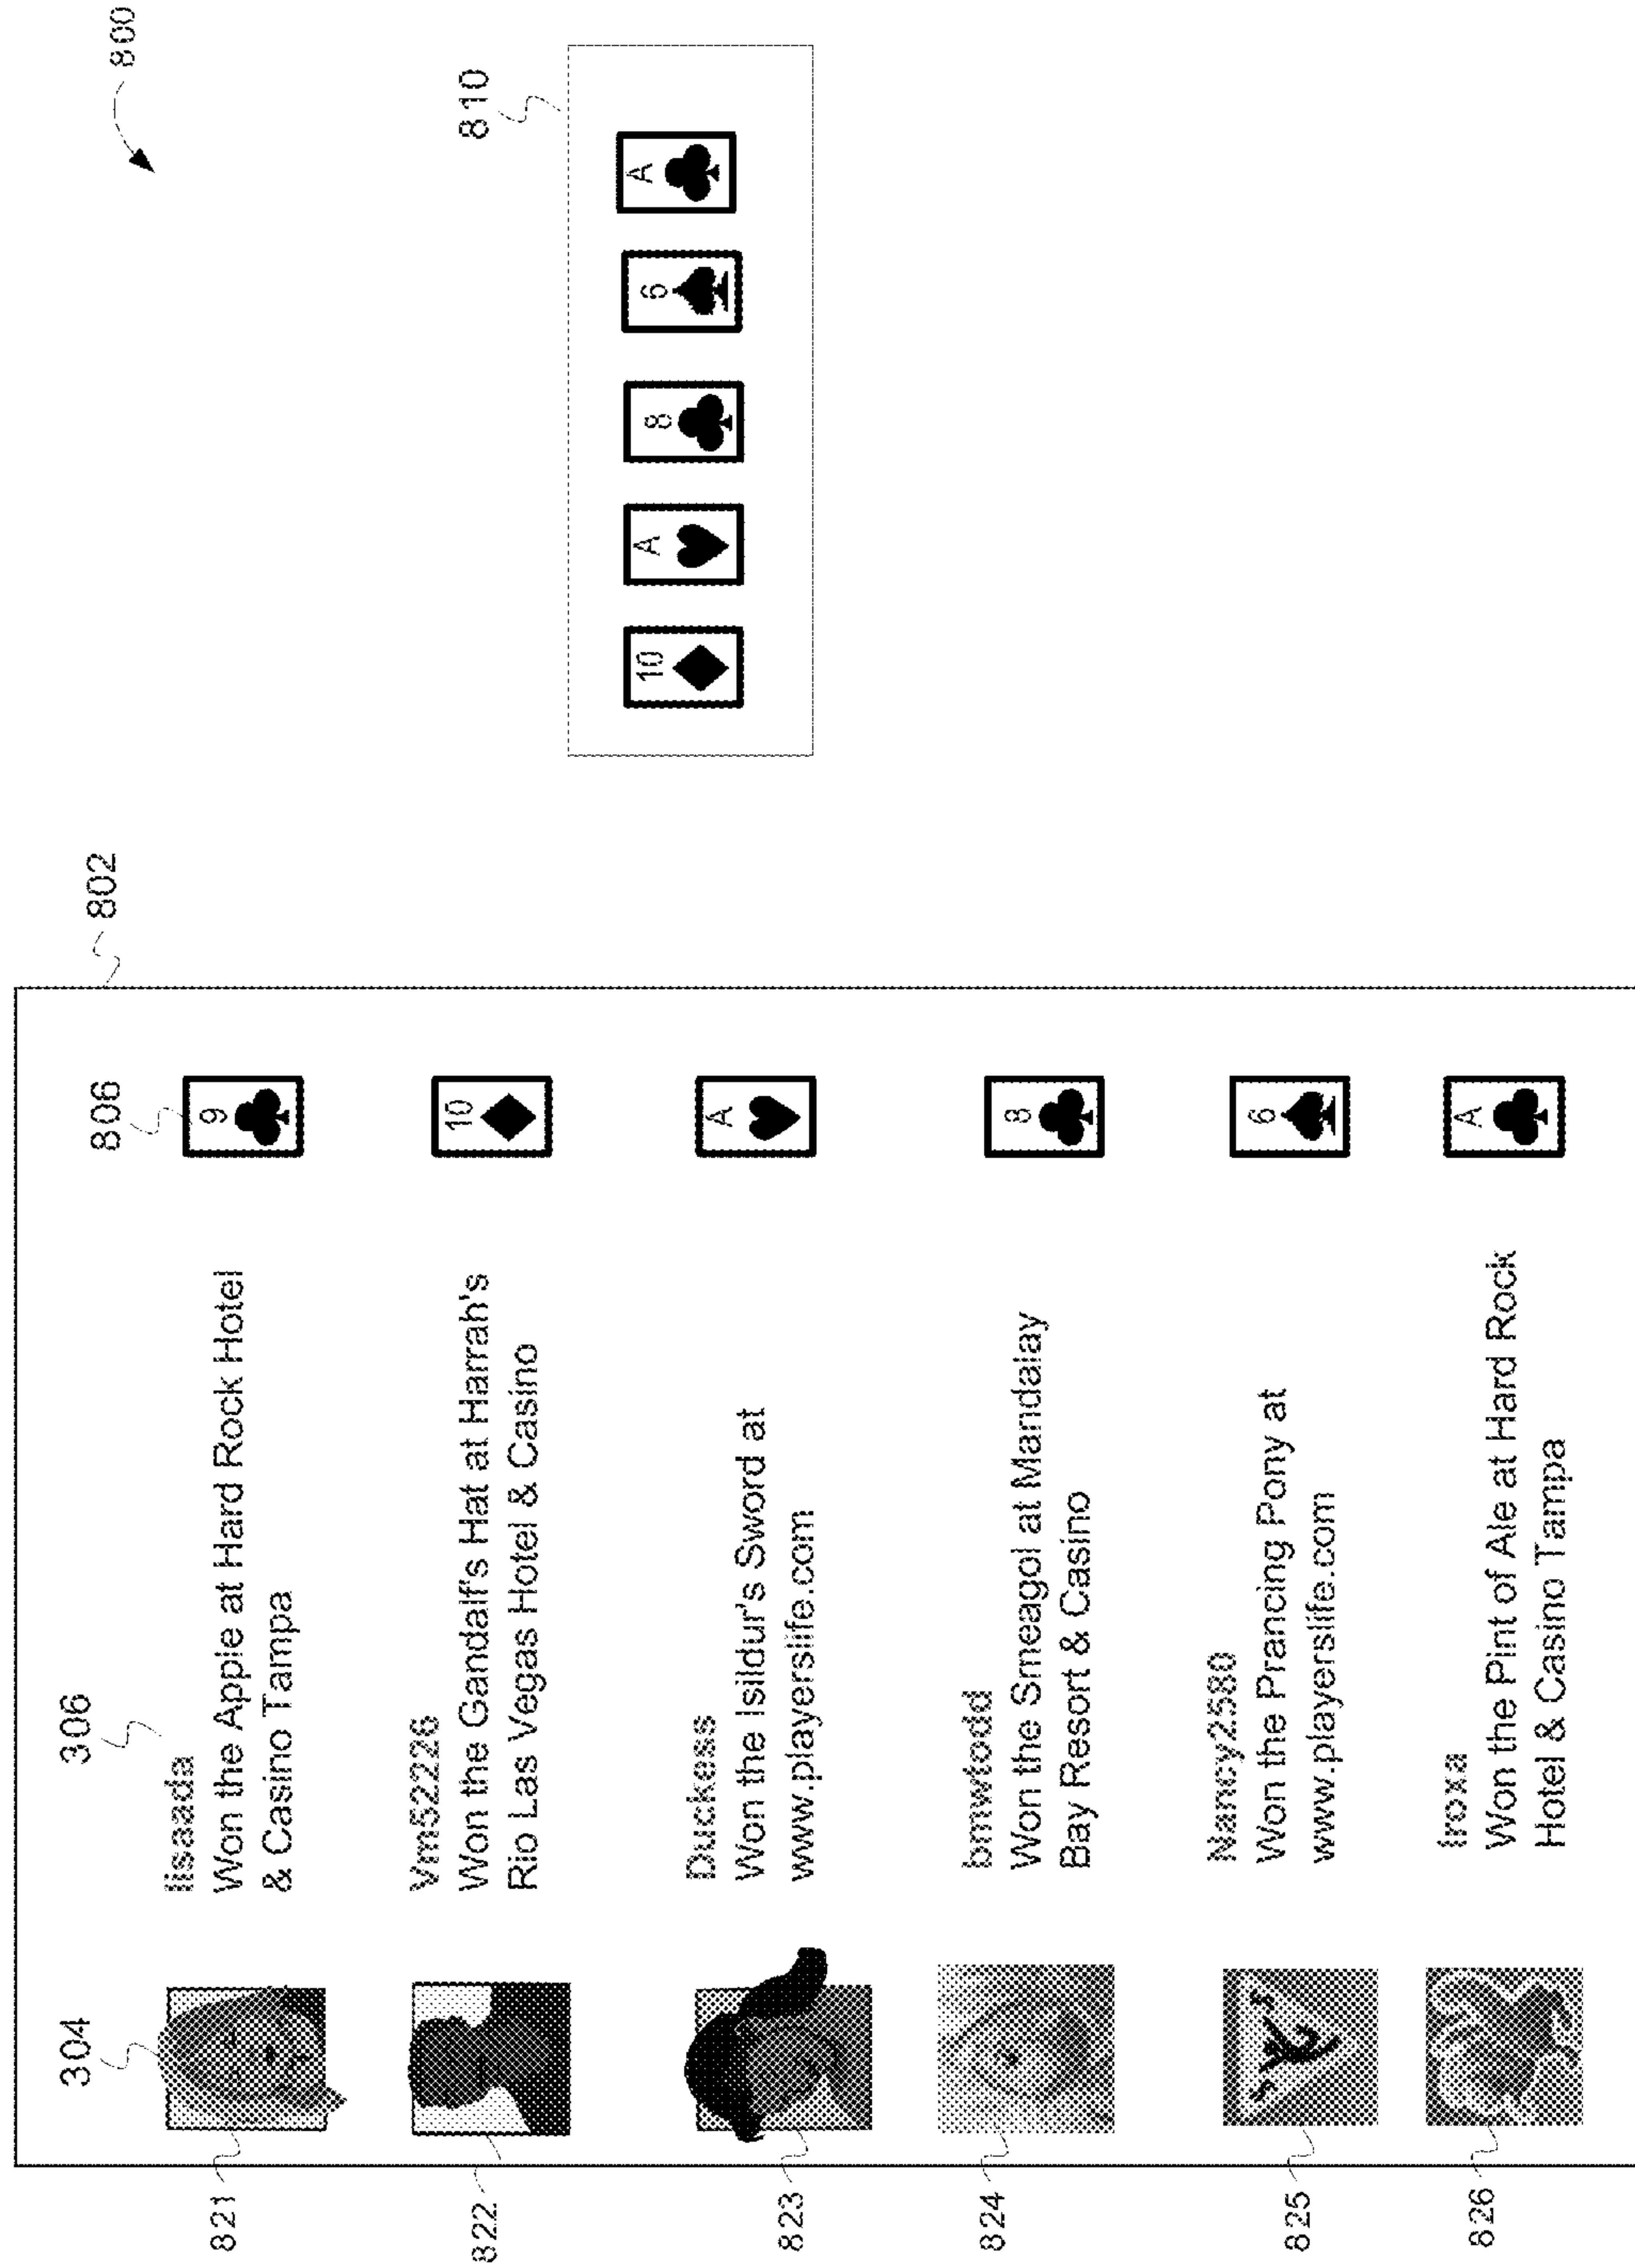 800
802
304
306
806
821
lisaada
Won the Apple at Hard Rock Hotel
& Casino Tampa
9
822
Vm52226
Won the Gandalf's Hat at Harrah's
Rio Las Vegas Hotel & Casino
10
823
Duckess
Won the Isildur's Sword at
www.playerslife.com
A
824
bmwtodd
Won the Smeagol at Mandalay
Bay Resort & Casino
8
825
Nancy2580
Won the Prancing Pony at
www.playerslife.com
6
826
Iroxa
Won the Pint of Ale at Hard Rock
Hotel & Casino Tampa
A
810
10 A 8 6 A